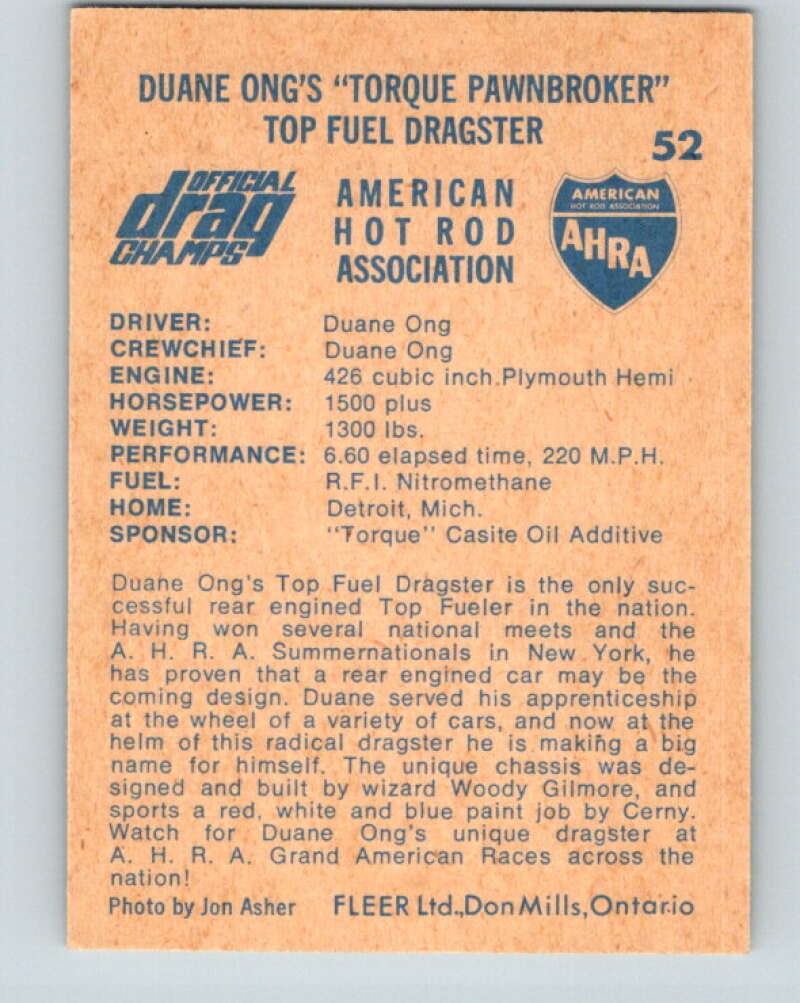 DUANE ONG'S "TORQUE PAWNBROKER"
TOP FUEL DRAGSTER
52
OFFICIAL
drag
CHAMPS
AMERICAN
HOT ROD
ASSOCIATION
AMERICAN
HOT ROD ASSOCIATION
AHRA
DRIVER: Duane Ong
CREWCHIEF: Duane Ong
ENGINE: 426 cubic inch Plymouth Hemi
HORSEPOWER: 1500 plus
WEIGHT: 1300 lbs.
PERFORMANCE: 6.60 elapsed time, 220 M.P.H.
FUEL: R.F.I. Nitromethane
HOME: Detroit, Mich.
SPONSOR: "Torque" Casite Oil Additive
Duane Ong's Top Fuel Dragster is the only suc-
cessful rear engined Top Fueler in the nation.
Having won several national meets and the
A. H. R. A. Summernationals in New York, he
has proven that a rear engined car may be the
coming design. Duane served his apprenticeship
at the wheel of a variety of cars, and now at the
helm of this radical dragster he is making a big
name for himself. The unique chassis was de-
signed and built by wizard Woody Gilmore, and
sports a red, white and blue paint job by Cerny.
Watch for Duane Ong's unique dragster at
A. H. R. A. Grand American Races across the
nation!
Photo by Jon Asher FLEER Ltd., Don Mills, Ontario